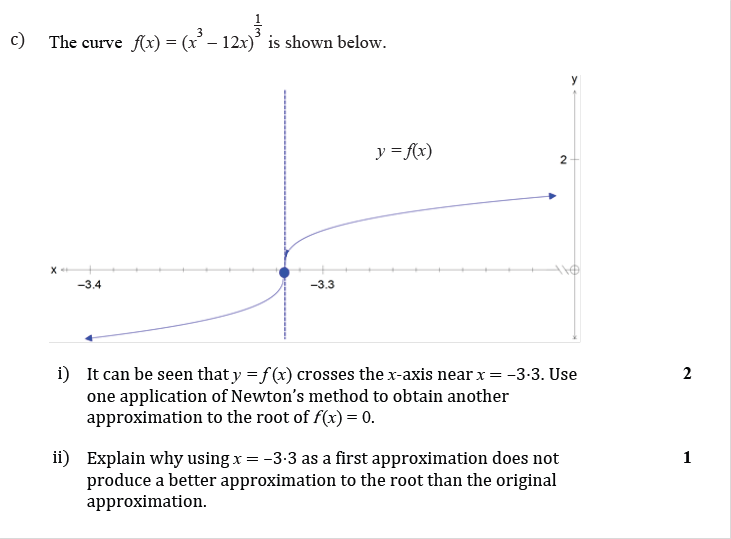 c) The curve f(x) = (x³ – 12x)^(1/3) is shown below.
y
y = f(x)
2
x
–3.4
–3.3
i) It can be seen that y = f(x) crosses the x-axis near x = –3·3. Use 2
one application of Newton's method to obtain another
approximation to the root of f(x) = 0.
ii) Explain why using x = –3·3 as a first approximation does not 1
produce a better approximation to the root than the original
approximation.